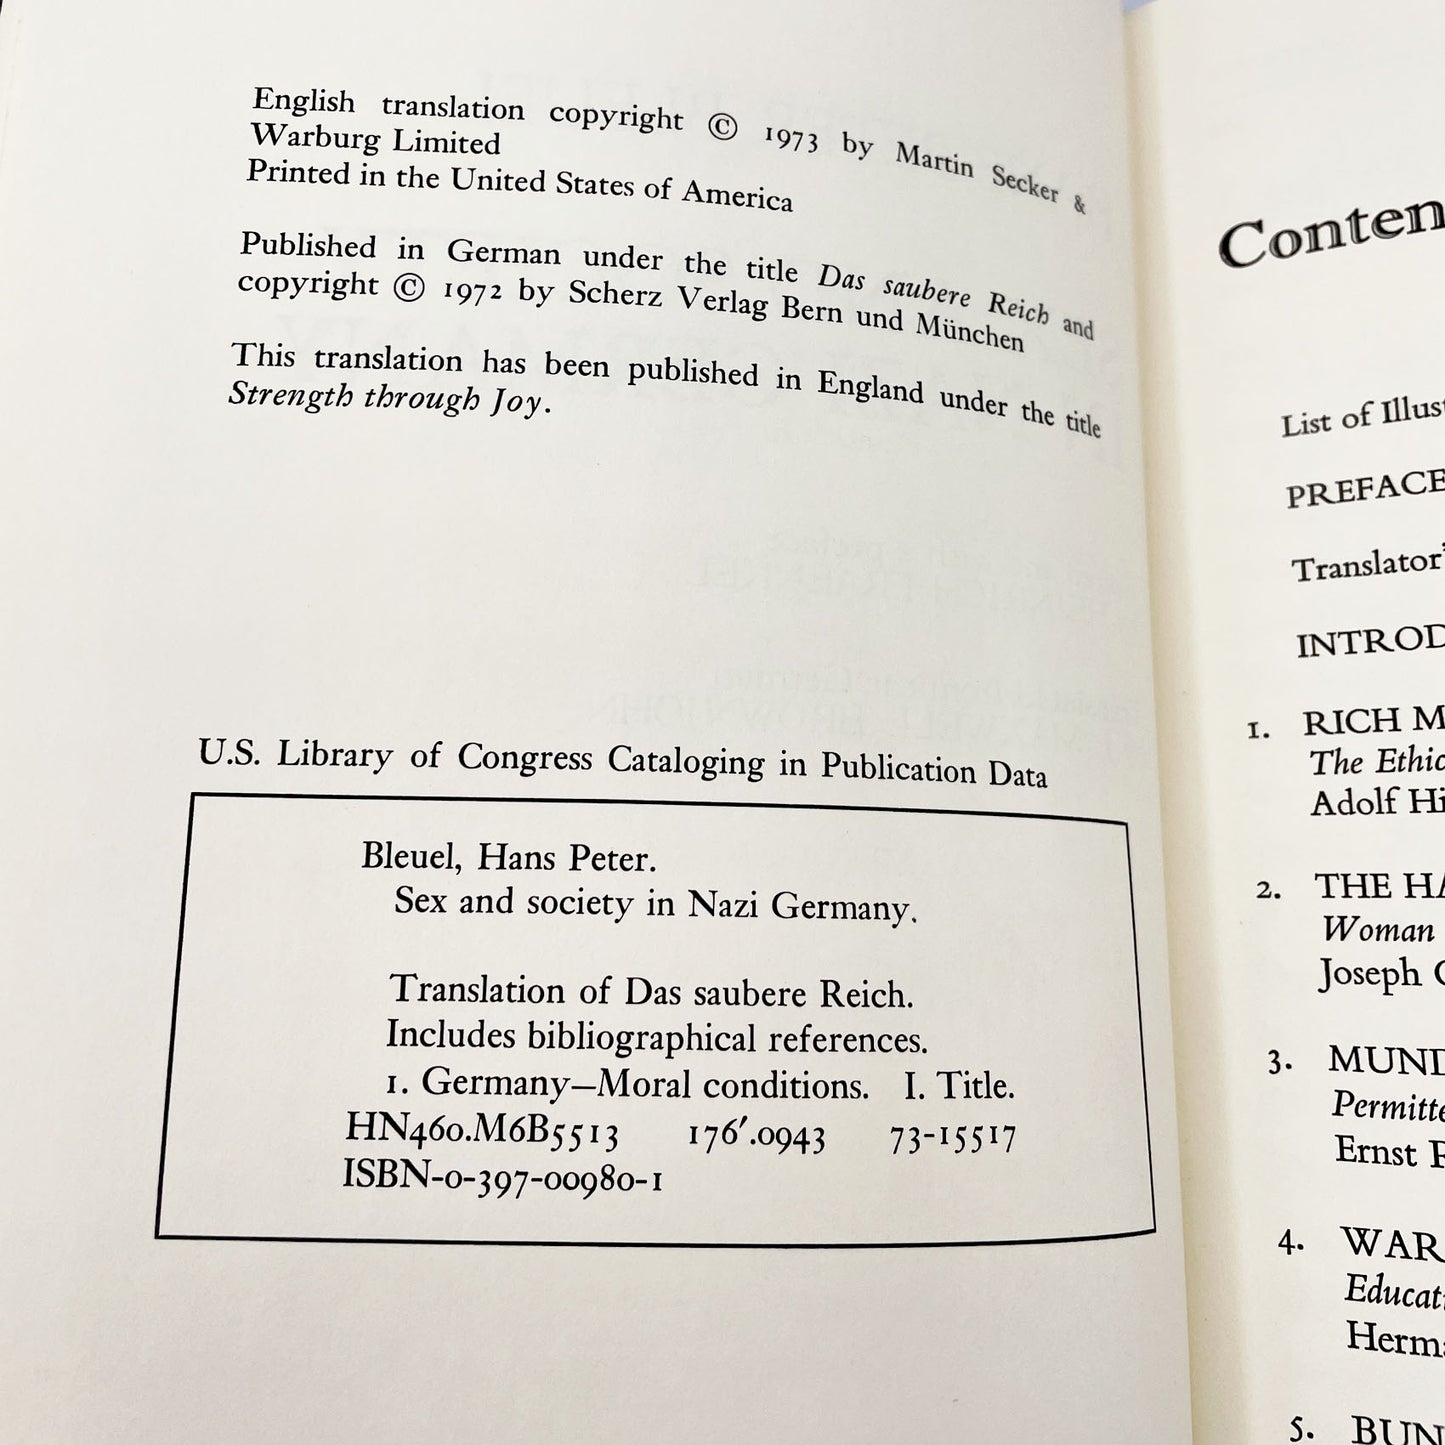 English translation copyright © 1973 by Martin Secker &
Warburg Limited
Printed in the United States of America
Published in German under the title Das saubere Reich and
copyright © 1972 by Scherz Verlag Bern und München
This translation has been published in England under the title
Strength through Joy.
U.S. Library of Congress Cataloging in Publication Data
Bleuel, Hans Peter.
Sex and society in Nazi Germany.
Translation of Das saubere Reich.
Includes bibliographical references.
1. Germany—Moral conditions. I. Title.
HN460.M6B5513 176'.0943 73-15517
ISBN-0-397-00980-1
Conten
List of Illus
PREFACE
Translator'
INTROD
1. RICH M
The Ethic
Adolf Hi
2. THE HA
Woman
Joseph G
3. MUND
Permitte
Ernst
4. WAR
Educat
Herm
5. BUN